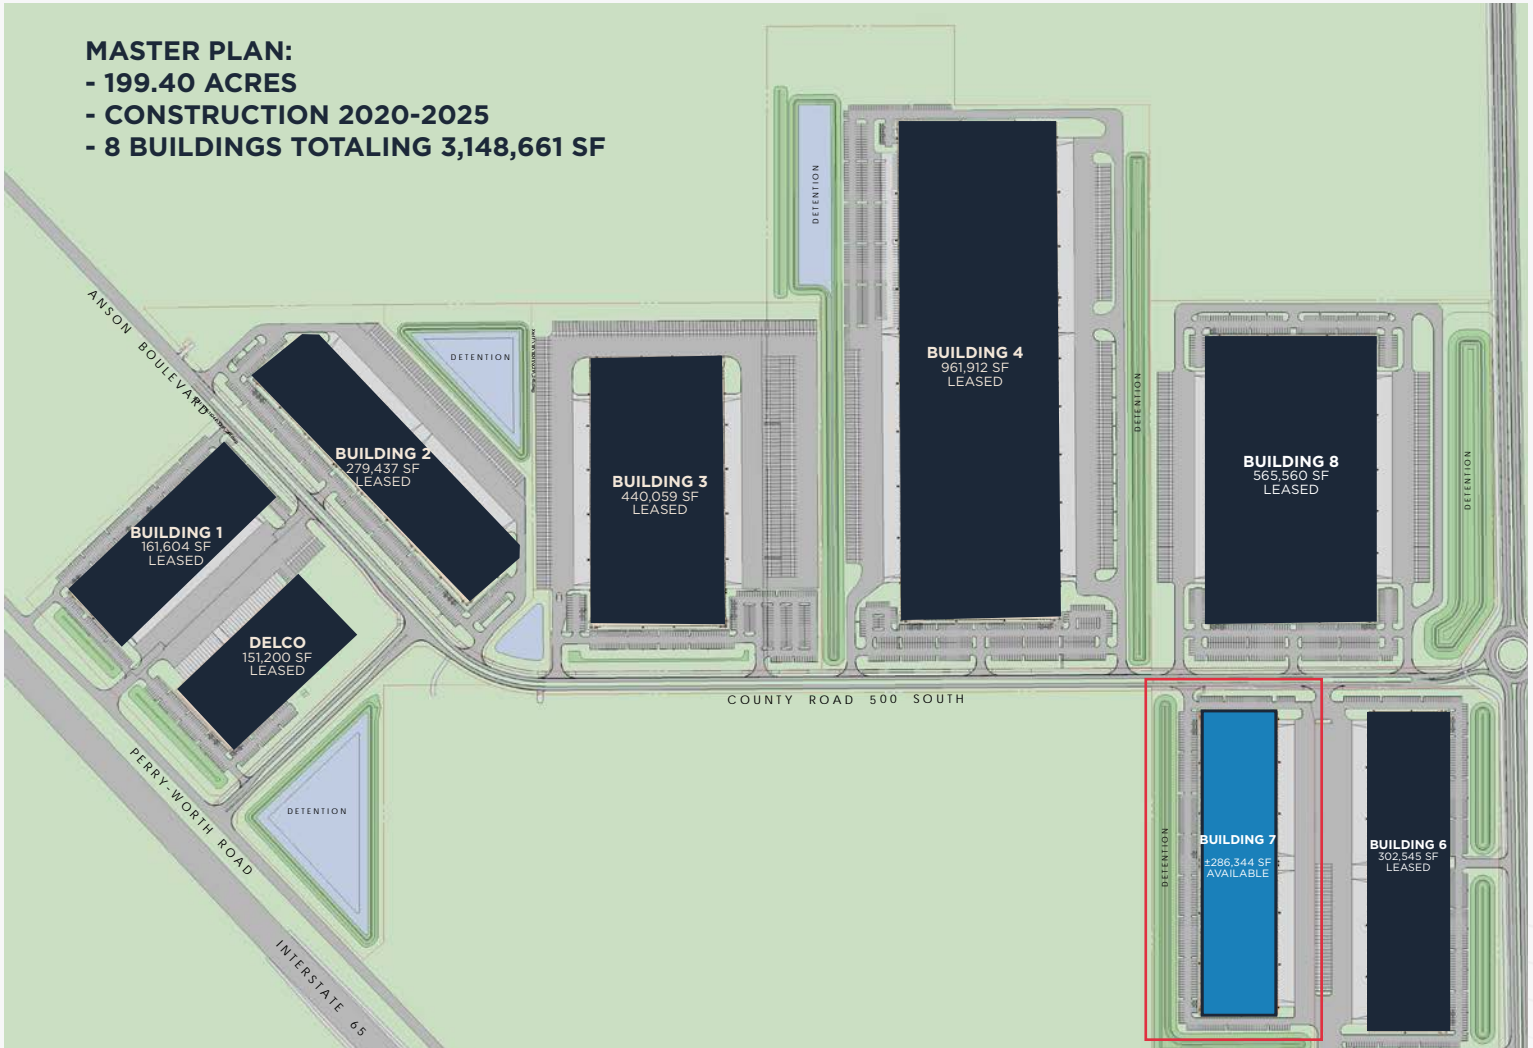 MASTER PLAN:
- 199.40 ACRES
- CONSTRUCTION 2020-2025
- 8 BUILDINGS TOTALING 3,148,661 SF
DETENTION
ANSON BOULEVARD
BUILDING 4
961,912 SF
LEASED
DETENTION
DETENTION
BUILDING 2
279,437 SF
LEASED
BUILDING 3
440,059 SF
LEASED
BUILDING 8
565,560 SF
LEASED
DETENTION
BUILDING 1
161,604 SF
LEASED
DELCO
151,200 SF
LEASED
COUNTY ROAD 500 SOUTH
PERRY-WORTH ROAD
DETENTION
DETENTION
BUILDING 7
±286,344 SF
AVAILABLE
BUILDING 6
302,545 SF
LEASED
INTERSTATE 65